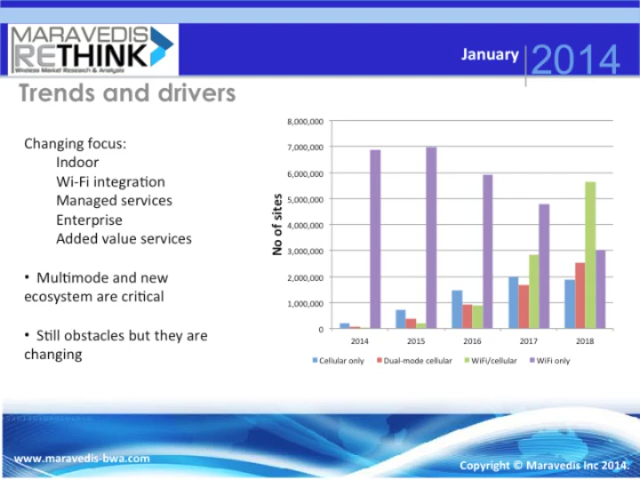 MARAVEDIS
RETHINK
Wireless Market Research & Analysis
January
2014
Trends and drivers
Changing focus:
Indoor
Wi-Fi integration
Managed services
Enterprise
Added value services
• Multimode and new
ecosystem are critical
• Still obstacles but they are
changing
No of sites
8,000,000
7,000,000
6,000,000
5,000,000
4,000,000
3,000,000
2,000,000
1,000,000
0
2014 2015 2016 2017 2018
Cellular only Dual-mode cellular WiFi/cellular WiFi only
www.maravedis-bwa.com
Copyright © Maravedis Inc 2014.